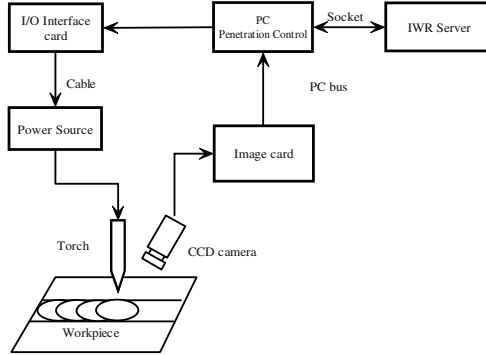 I/O Interface
card
PC
Penetration Control
Socket
IWR Server
Cable
PC bus
Power Source
Image card
Torch
CCD camera
Workpiece